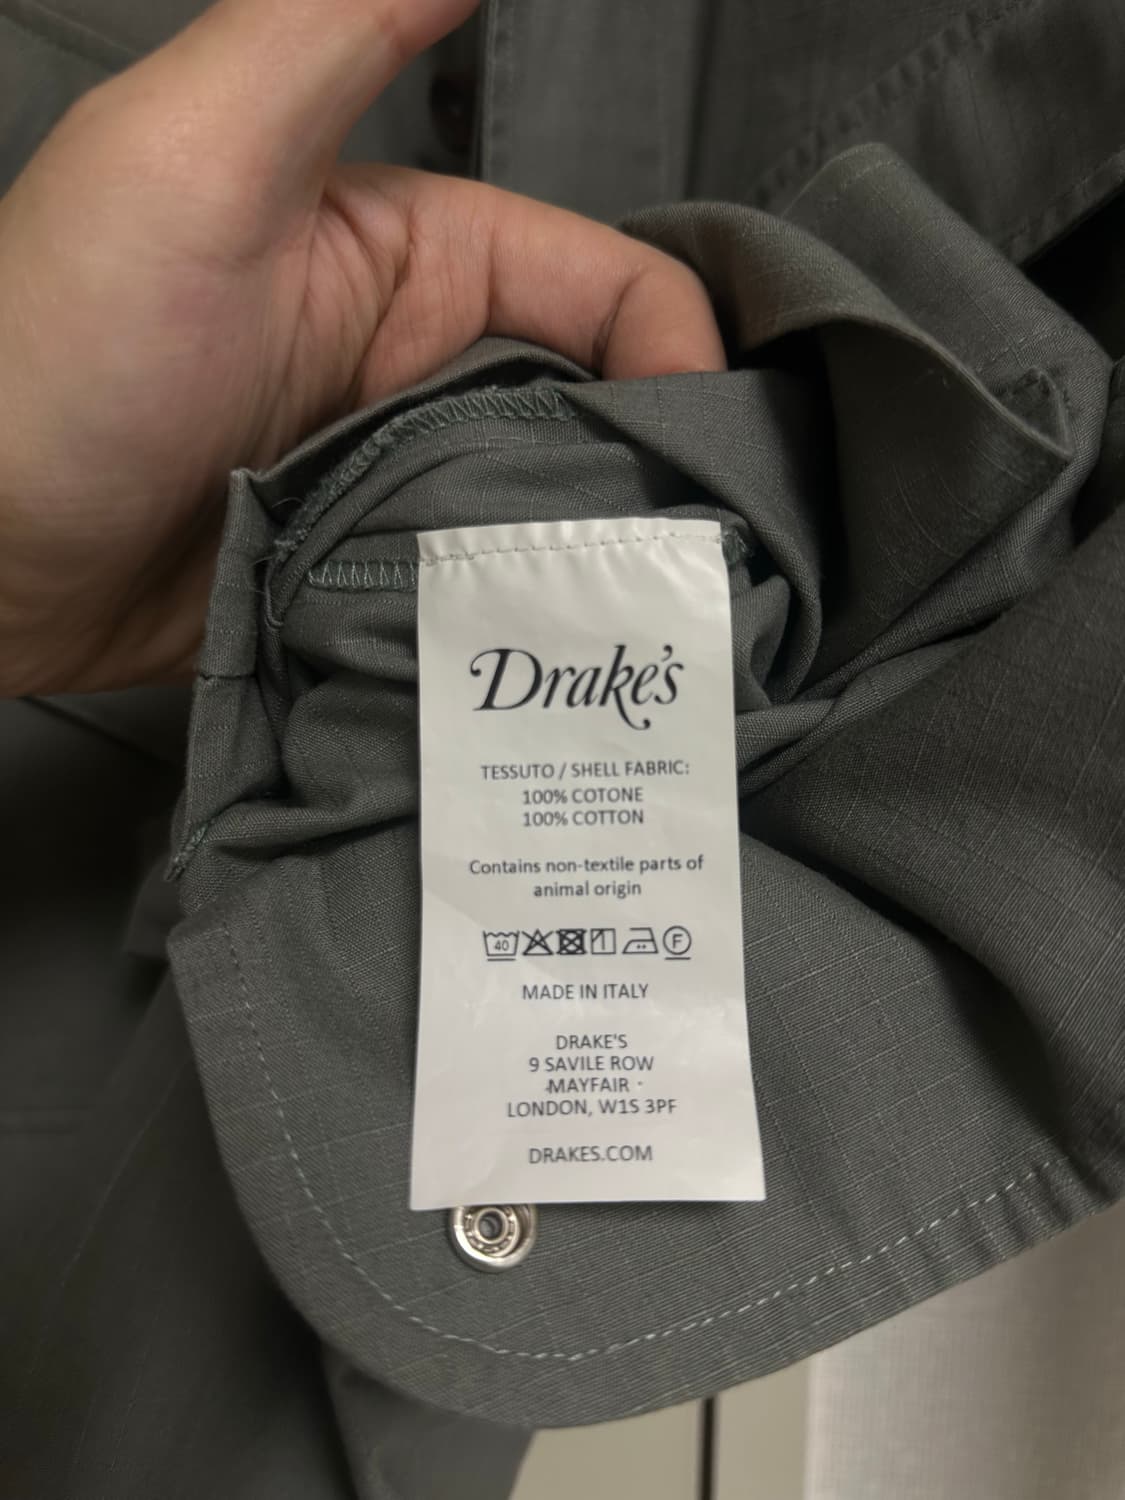 Drake's
TESSUTO / SHELL FABRIC:
100% COTONE
100% COTTON
Contains non-textile parts of
animal origin
40
F
MADE IN ITALY
DRAKE'S
9 SAVILE ROW
MAYFAIR
LONDON, W1S 3PF
DRAKES.COM